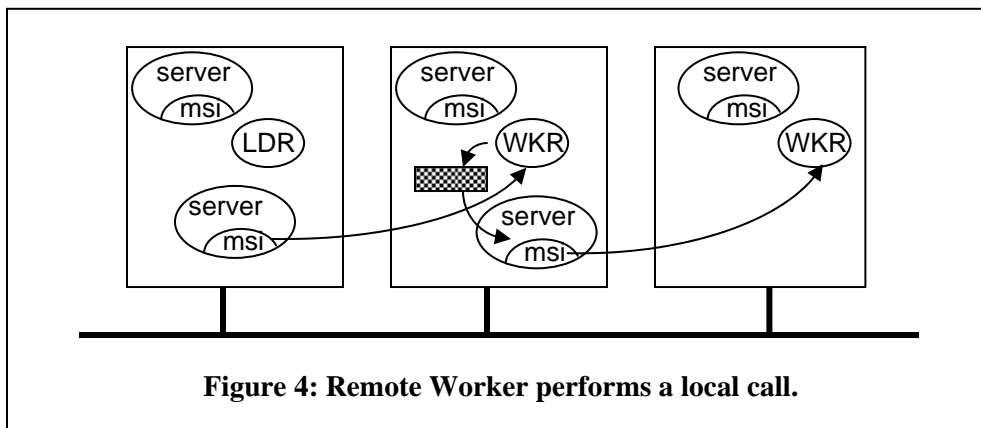 server
msi
LDR
server
msi
server
msi
WKR
server
msi
server
msi
WKR
Figure 4: Remote Worker performs a local call.